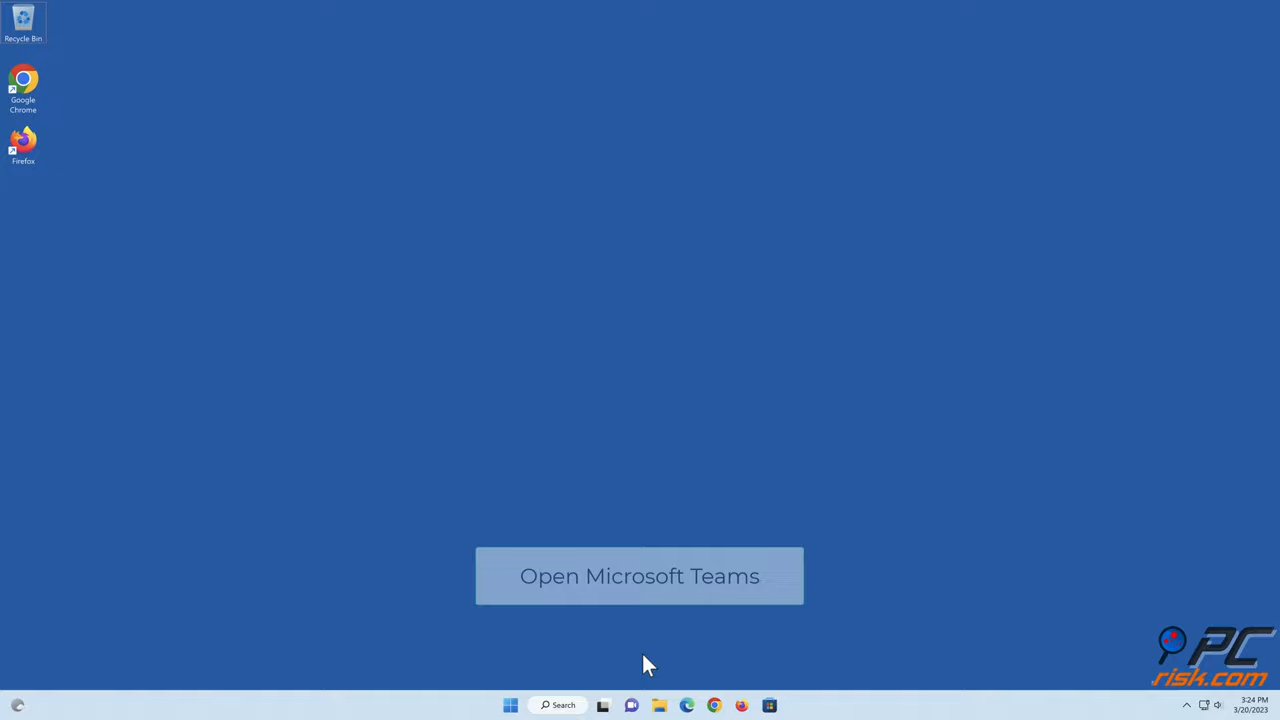 Recycle Bin
Google
Chrome
Firefox
Open Microsoft Teams
PC
risk.com
Search
3:24 PM
3/20/2023